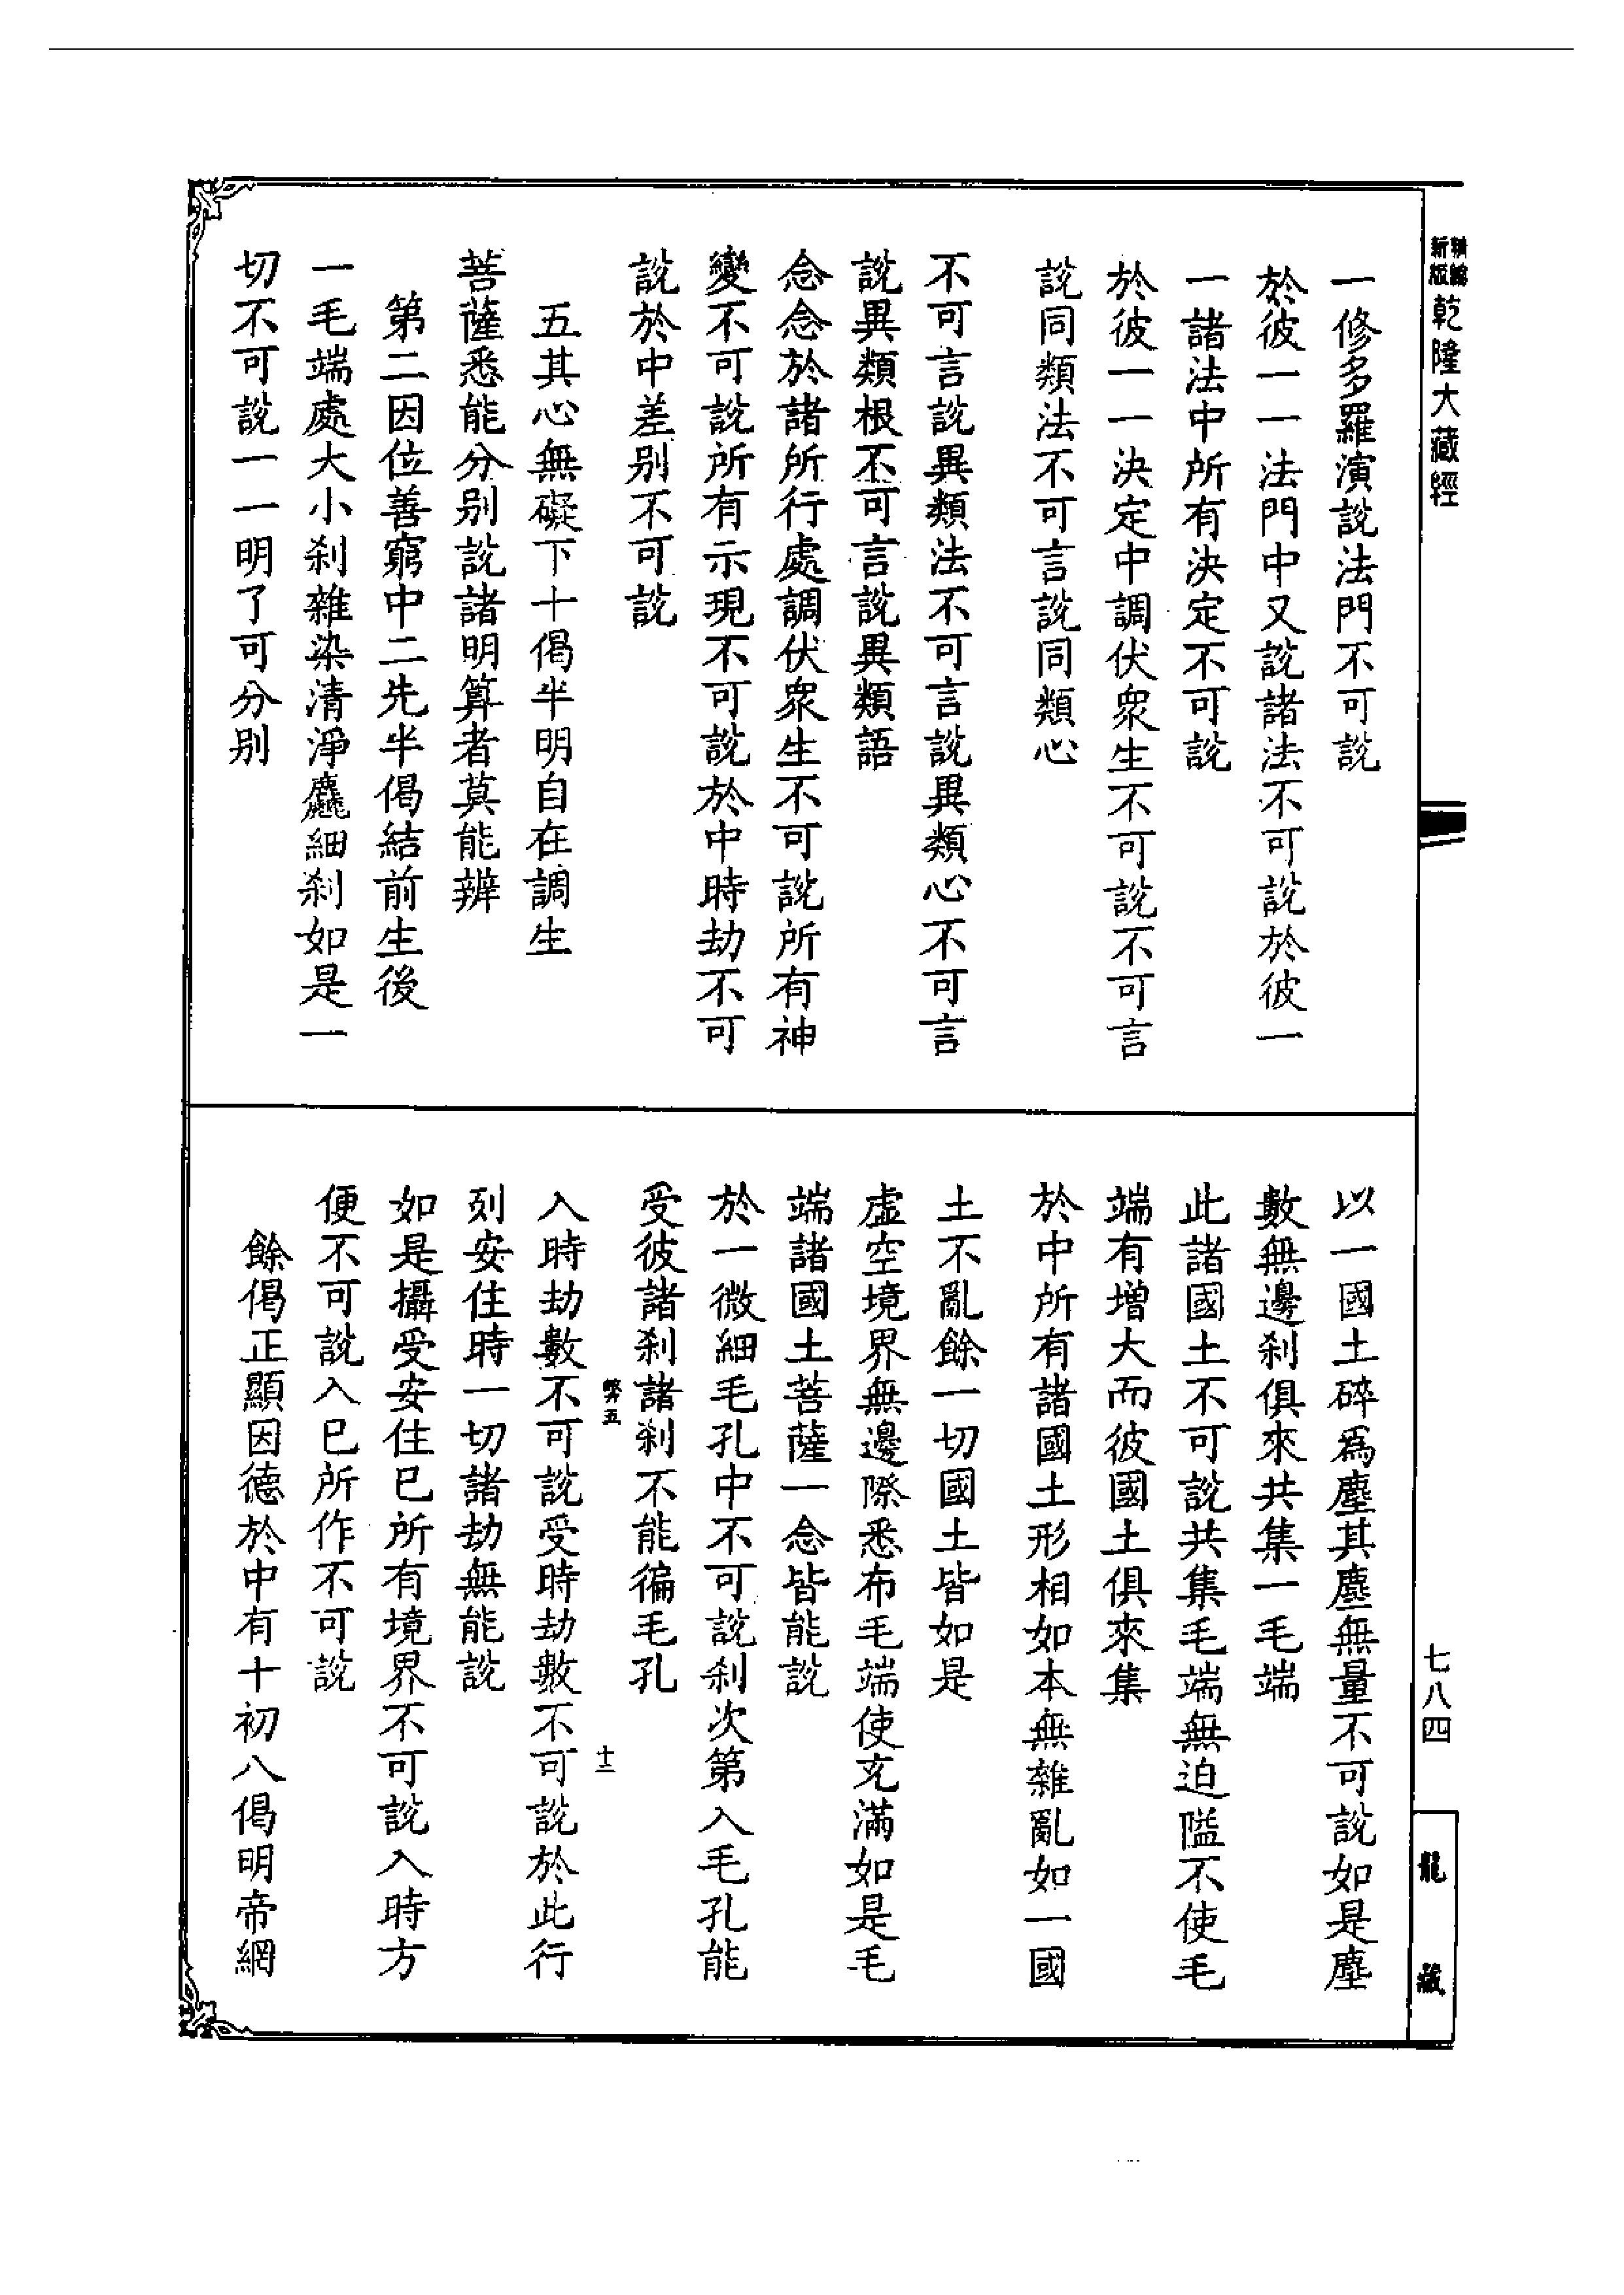 新編縮版乾隆大藏經
一修多羅演說法門不可說
於彼一一法門中又說諸法不可說於彼一
一諸法中所有決定不可說
於彼一一決定中調伏衆生不可說不可言
說同類法不可言說同類心
不可言說異類法不可言說異類心不可言
說異類根不可言說異類語
念念於諸所行處調伏衆生不可說所有神
變不可說所有示現不可說於中時劫不可
說於中差別不可說
五其心無礙下十偈半明自在調生
菩薩悉能分別說諸明算者莫能辨
第二因位善窮中二先半偈結前生後
一毛端處大小刹雜染清淨麤細刹如是一
切不可說一一明了可分別
以一國土碎爲塵其塵無量不可說如是塵
數無邊刹俱來共集一毛端
此諸國土不可說共集毛端無迫隘不使毛
端有增大而彼國土俱來集
於中所有諸國土形相如本無雜亂如一國
土不亂餘一切國土皆如是
虛空境界無邊際悉布毛端使充滿如是毛
端諸國土菩薩一念皆能說
於一微細毛孔中不可說刹次第入毛孔能
受彼諸刹諸刹不能徧毛孔
弊五
十二
入時劫數不可說受時劫數不可說於此行
列安住時一切諸劫無能說
如是攝受安住已所有境界不可說入時方
便不可說入已所作不可說
餘偈正顯因德於中有十初八偈明帝網
七八四
龍藏